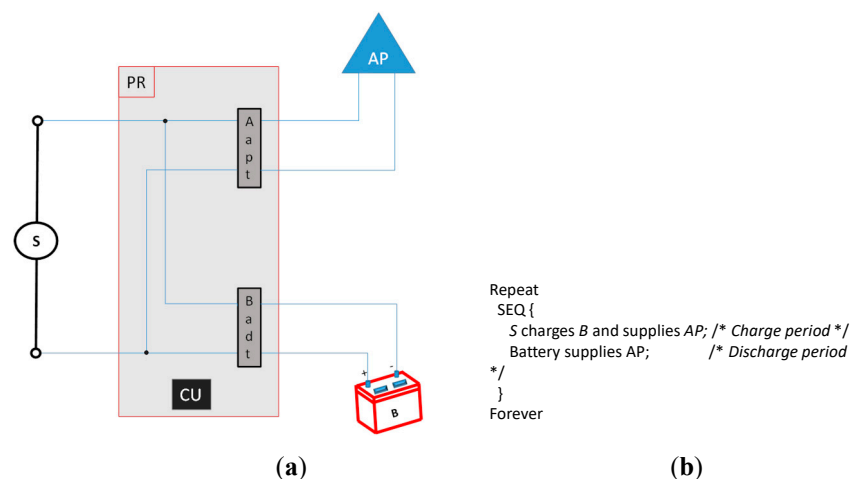 AP
PR
A
a
p
t
S
B
a
d
t
+ -
CU
B
Repeat
SEQ {
S charges B and supplies AP; /* Charge period */
Battery supplies AP; /* Discharge period
*/
}
Forever
(a) (b)